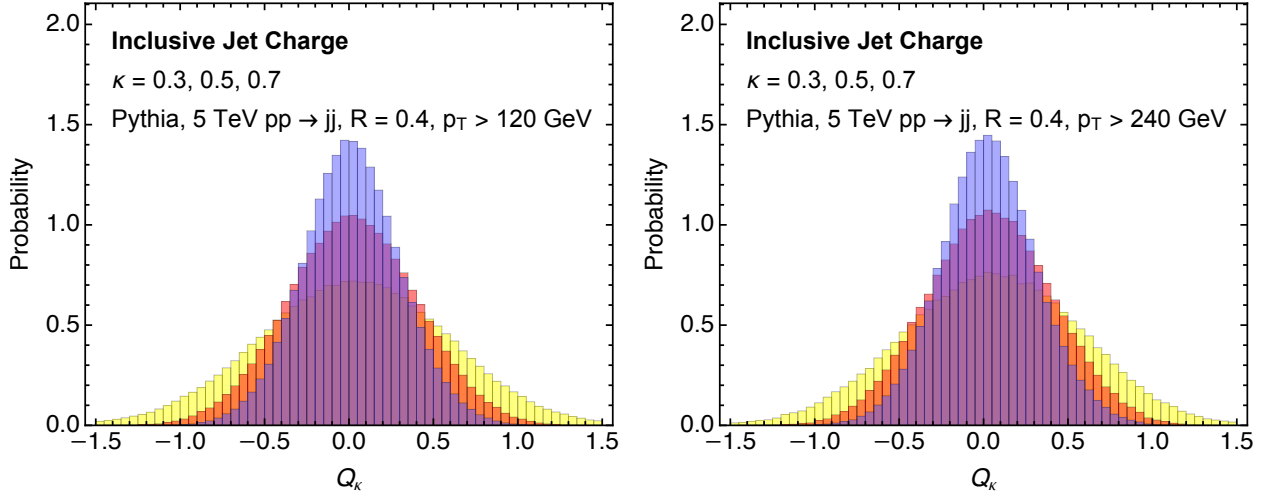 2.0
Inclusive Jet Charge
κ = 0.3, 0.5, 0.7
Pythia, 5 TeV pp → jj, R = 0.4, pT > 120 GeV
1.5
1.0
0.5
0.0
Probability
−1.5 −1.0 −0.5 0.0 0.5 1.0 1.5
Qκ
2.0
Inclusive Jet Charge
κ = 0.3, 0.5, 0.7
Pythia, 5 TeV pp → jj, R = 0.4, pT > 240 GeV
1.5
1.0
0.5
0.0
Probability
−1.5 −1.0 −0.5 0.0 0.5 1.0 1.5
Qκ